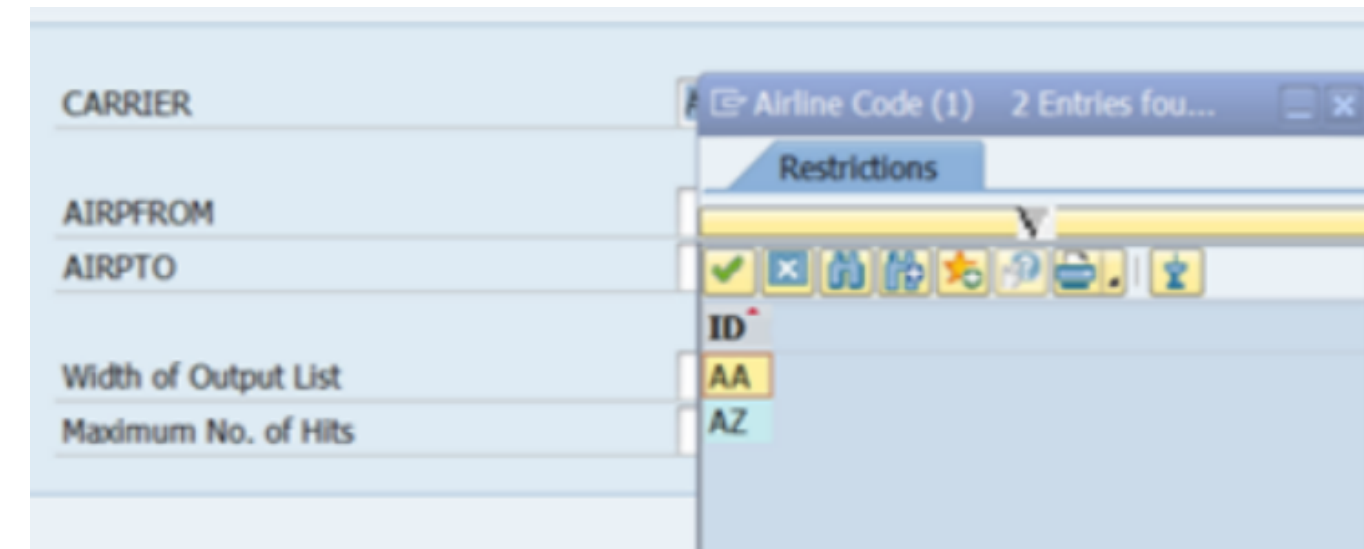 CARRIER
Airline Code (1) 2 Entries fou...
Restrictions
AIRPFROM
AIRPTO
ID
Width of Output List
AA
Maximum No. of Hits
AZ